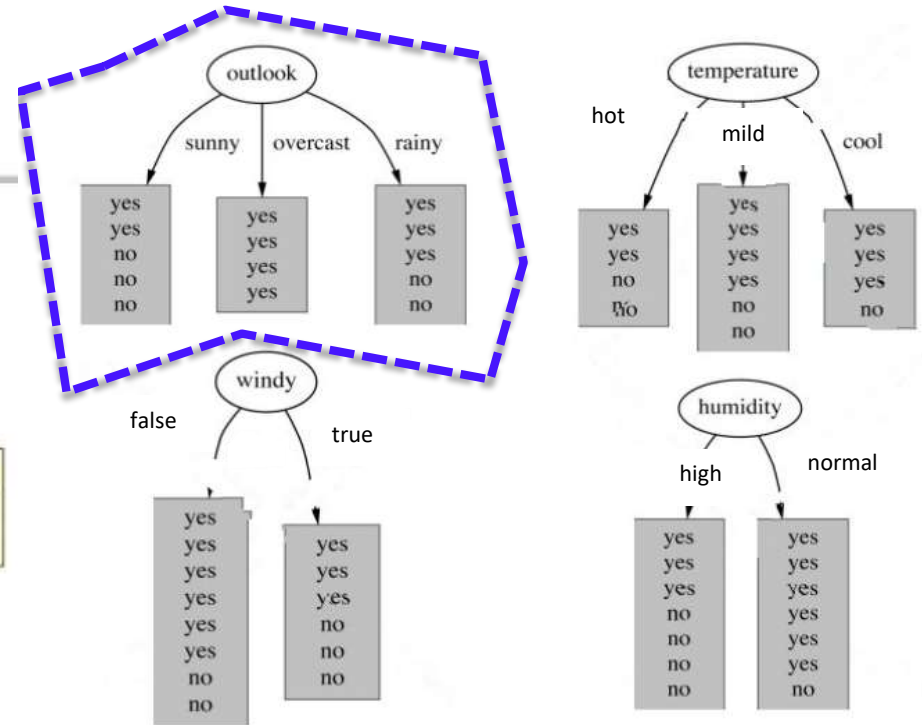 outlook
sunny overcast rainy
yes
yes
no
no
no
yes
yes
yes
yes
yes
yes
yes
no
no
temperature
hot
mild
cool
yes
yes
no
no
yes
yes
yes
yes
no
no
yes
yes
yes
no
windy
false
true
yes
yes
yes
yes
yes
yes
no
no
yes
yes
yes
no
no
no
humidity
high
normal
yes
yes
yes
no
no
no
no
yes
yes
yes
yes
yes
yes
no